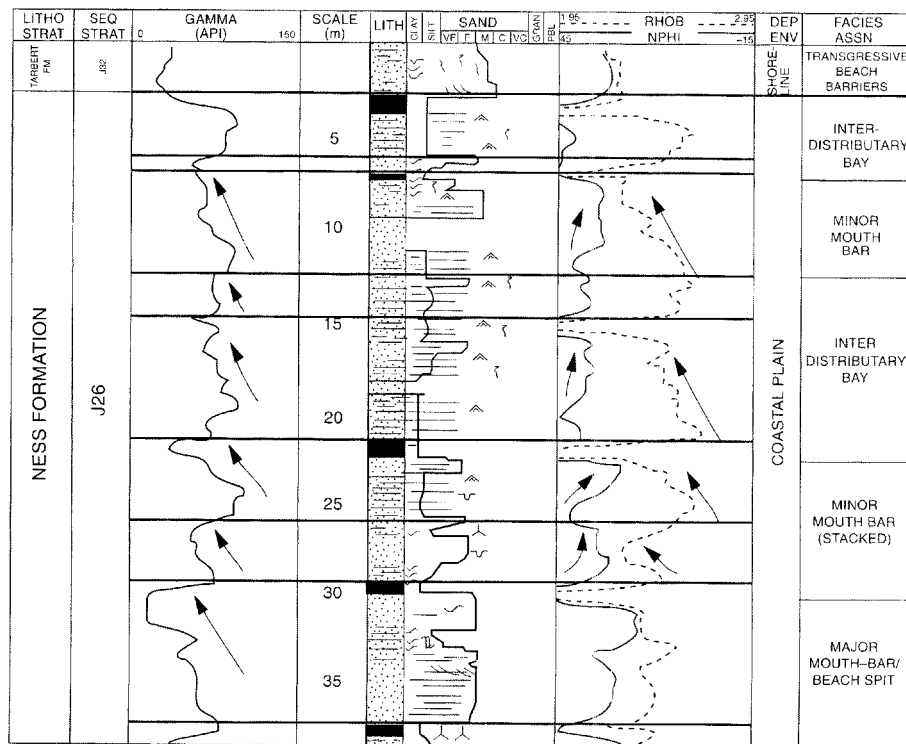 LITHO STRAT
SEQ STRAT
GAMMA (API)
0 150
SCALE (m)
LITH
CLAY
SILT
SAND
VF F M C VC
GRAN
PBL
1.95 RHOB 2.95
45 NPHI -15
DEP ENV
FACIES ASSN
TARBERT FM
J32
SHORE-LINE
TRANSGRESSIVE
BEACH
BARRIERS
NESS FORMATION
J26
5
10
15
20
25
30
35
COASTAL PLAIN
INTER-
DISTRIBUTARY
BAY
MINOR
MOUTH
BAR
INTER
DISTRIBUTARY
BAY
MINOR
MOUTH BAR
(STACKED)
MAJOR
MOUTH-BAR/
BEACH SPIT